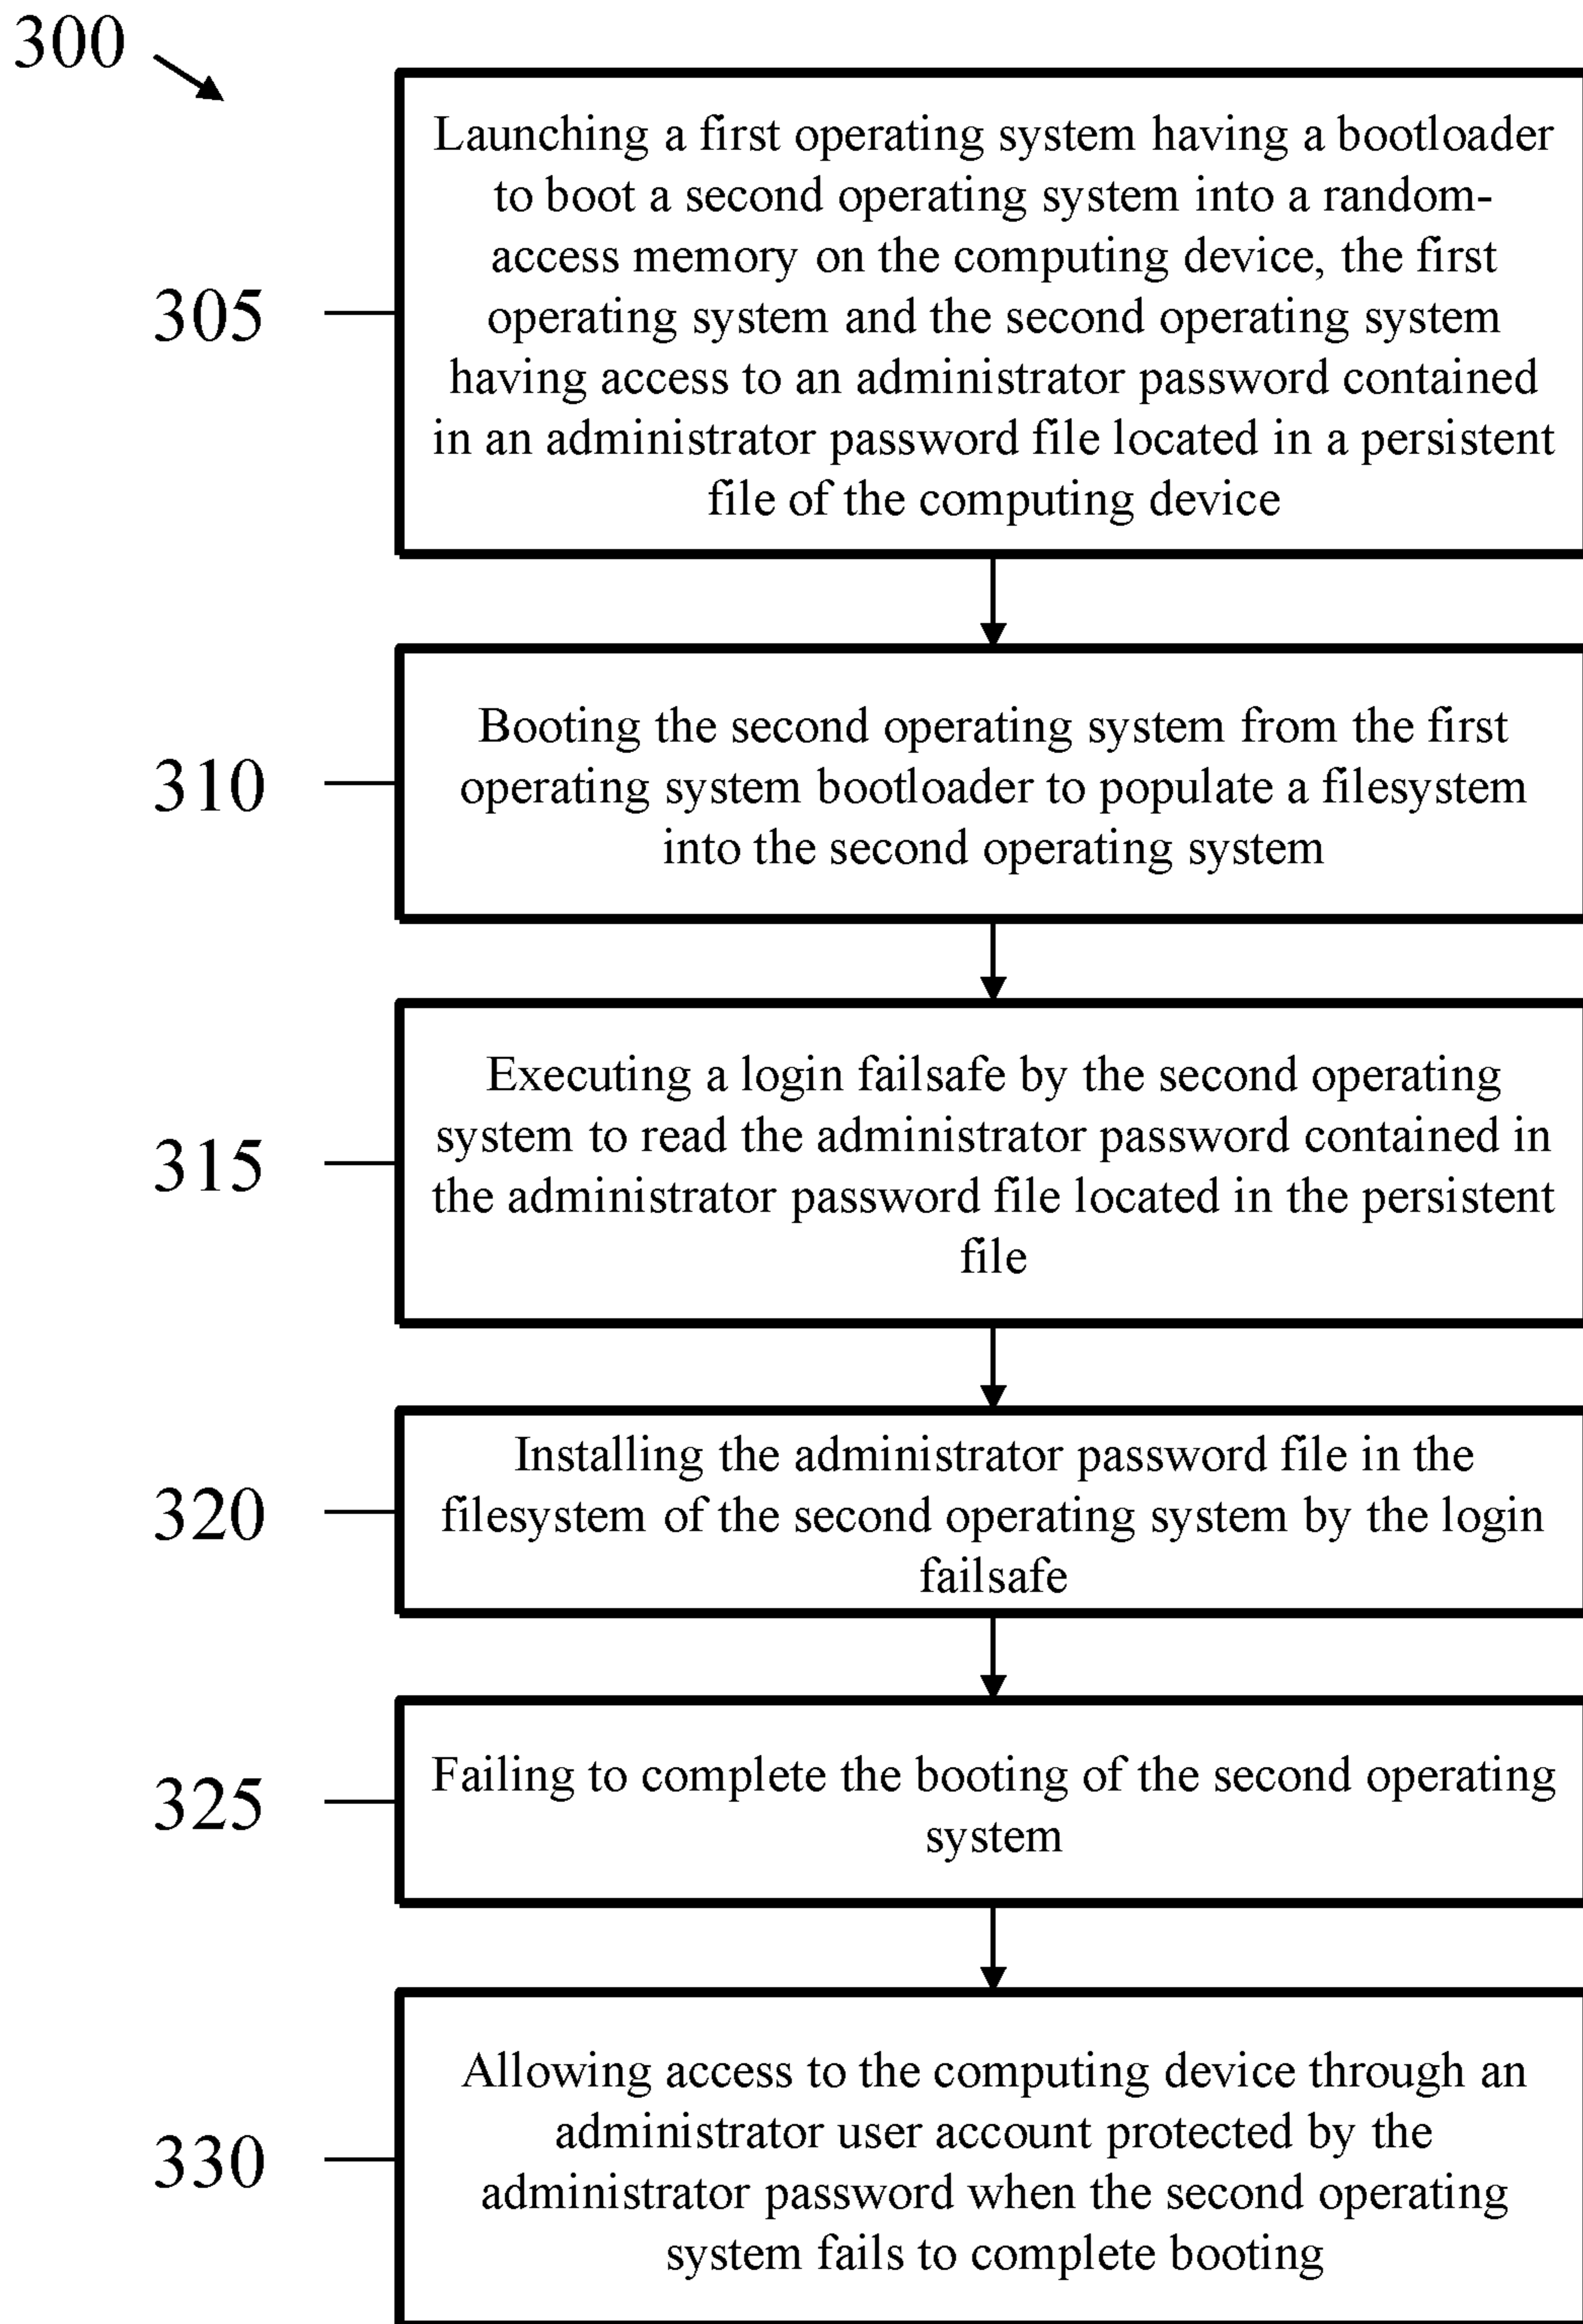 300
Launching a first operating system having a bootloader
to boot a second operating system into a random-
access memory on the computing device, the first
operating system and the second operating system
having access to an administrator password contained
in an administrator password file located in a persistent
file of the computing device
305
Booting the second operating system from the first
operating system bootloader to populate a filesystem
into the second operating system
310
Executing a login failsafe by the second operating
system to read the administrator password contained in
the administrator password file located in the persistent
file
315
Installing the administrator password file in the
filesystem of the second operating system by the login
failsafe
320
Failing to complete the booting of the second operating
system
325
Allowing access to the computing device through an
administrator user account protected by the
administrator password when the second operating
system fails to complete booting
330